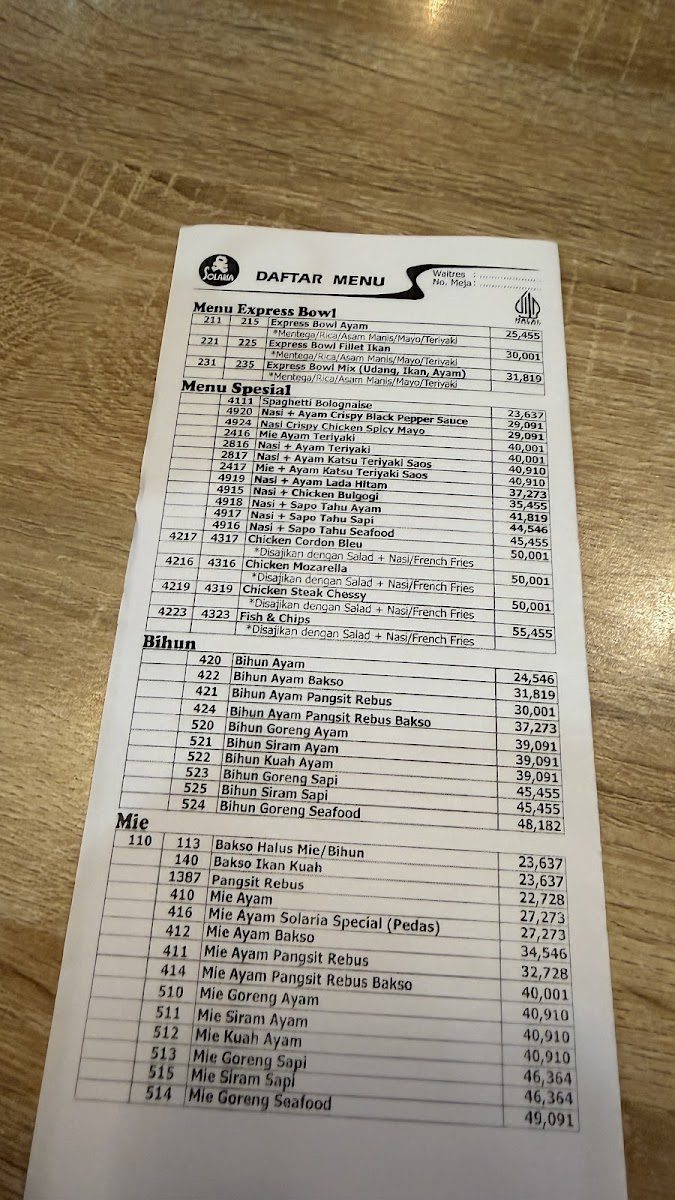 SOLARIA
DAFTAR MENU
Waitres : ....................
No. Meja : ....................
HALAL
Menu Express Bowl
211 215 Express Bowl Ayam 25,455
*Mentega/Rica/Asam Manis/Mayo/Teriyaki
221 225 Express Bowl Fillet Ikan 30,001
*Mentega/Rica/Asam Manis/Mayo/Teriyaki
231 235 Express Bowl Mix (Udang, Ikan, Ayam) 31,819
*Mentega/Rica/Asam Manis/Mayo/Teriyaki
Menu Spesial
4111 Spaghetti Bolognaise 23,637
4920 Nasi + Ayam Crispy Black Pepper Sauce 29,091
4924 Nasi Crispy Chicken Spicy Mayo 29,091
2416 Mie Ayam Teriyaki 40,001
2816 Nasi + Ayam Teriyaki 40,001
2817 Nasi + Ayam Katsu Teriyaki Saos 40,910
2417 Mie + Ayam Katsu Teriyaki Saos 40,910
4919 Nasi + Ayam Lada Hitam 37,273
4915 Nasi + Chicken Bulgogi 35,455
4918 Nasi + Sapo Tahu Ayam 41,819
4917 Nasi + Sapo Tahu Sapi 44,546
4916 Nasi + Sapo Tahu Seafood 45,455
4217 4317 Chicken Cordon Bleu 50,001
*Disajikan dengan Salad + Nasi/French Fries
4216 4316 Chicken Mozarella 50,001
*Disajikan dengan Salad + Nasi/French Fries
4219 4319 Chicken Steak Chessy 50,001
*Disajikan dengan Salad + Nasi/French Fries
4223 4323 Fish & Chips 55,455
*Disajikan dengan Salad + Nasi/French Fries
Bihun
420 Bihun Ayam 24,546
422 Bihun Ayam Bakso 31,819
421 Bihun Ayam Pangsit Rebus 30,001
424 Bihun Ayam Pangsit Rebus Bakso 37,273
520 Bihun Goreng Ayam 39,091
521 Bihun Siram Ayam 39,091
522 Bihun Kuah Ayam 39,091
523 Bihun Goreng Sapi 45,455
525 Bihun Siram Sapi 45,455
524 Bihun Goreng Seafood 48,182
Mie
110 113 Bakso Halus Mie/Bihun 23,637
140 Bakso Ikan Kuah 23,637
1387 Pangsit Rebus 22,728
410 Mie Ayam 27,273
416 Mie Ayam Solaria Special (Pedas) 27,273
412 Mie Ayam Bakso 34,546
411 Mie Ayam Pangsit Rebus 32,728
414 Mie Ayam Pangsit Rebus Bakso 40,001
510 Mie Goreng Ayam 40,910
511 Mie Siram Ayam 40,910
512 Mie Kuah Ayam 40,910
513 Mie Goreng Sapi 46,364
515 Mie Siram Sapi 46,364
514 Mie Goreng Seafood 49,091